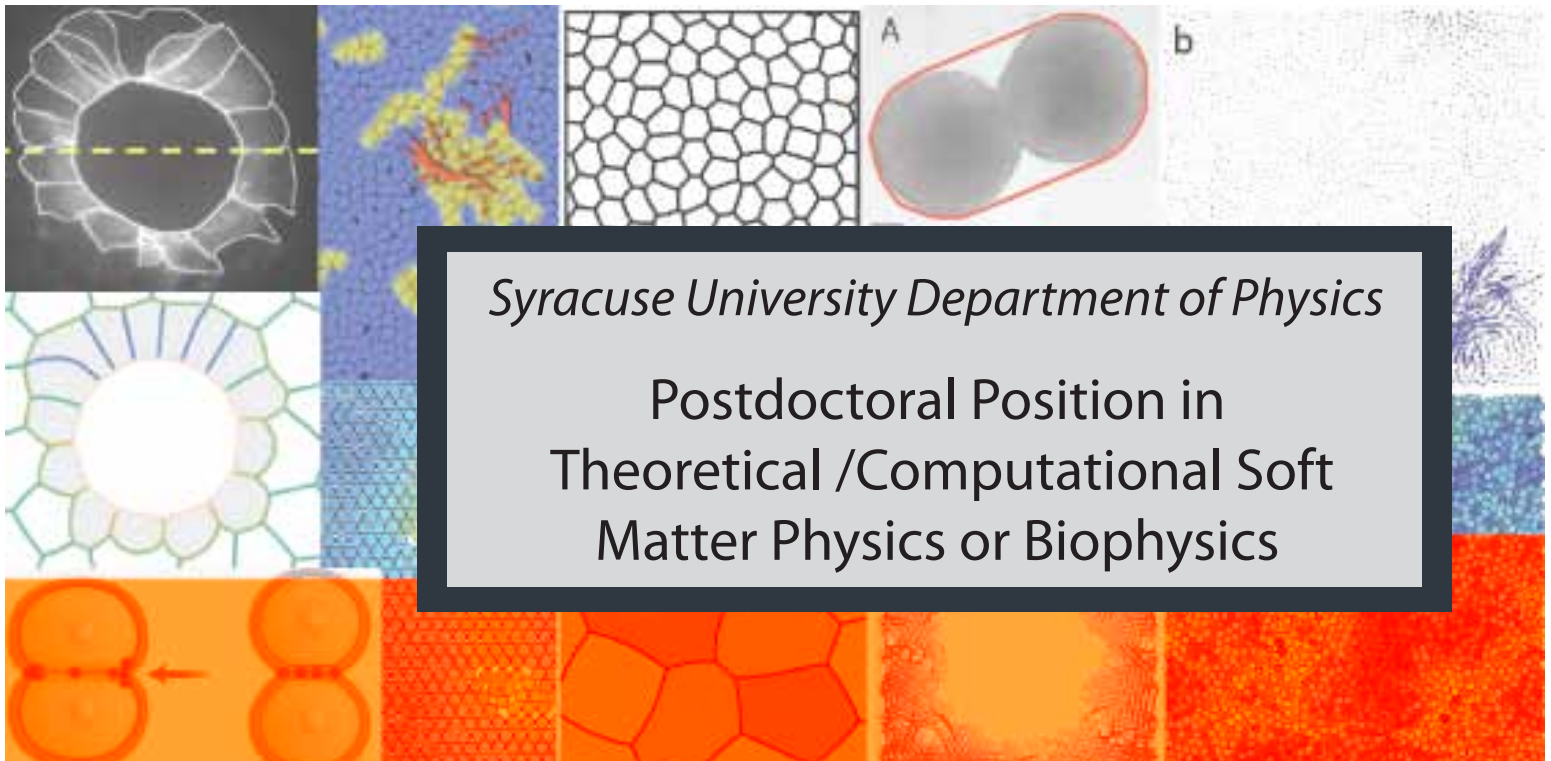 A
b
Syracuse University Department of Physics
Postdoctoral Position in
Theoretical /Computational Soft
Matter Physics or Biophysics